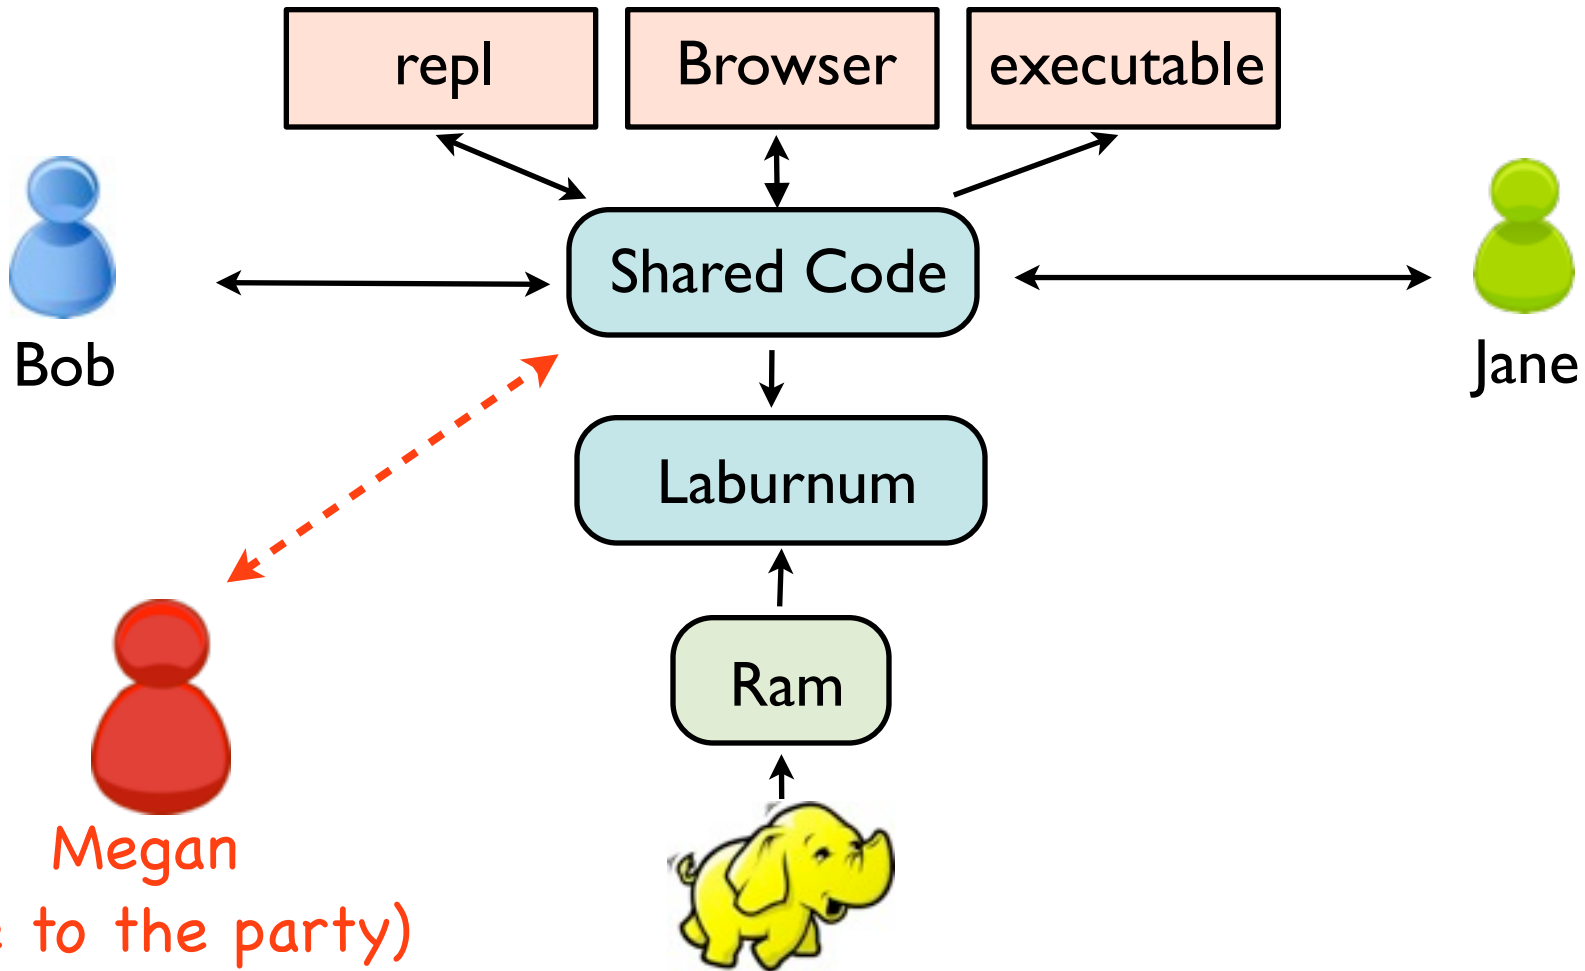 repl
Browser
executable
Shared Code
Bob
Jane
Laburnum
Ram
Megan
to the party)